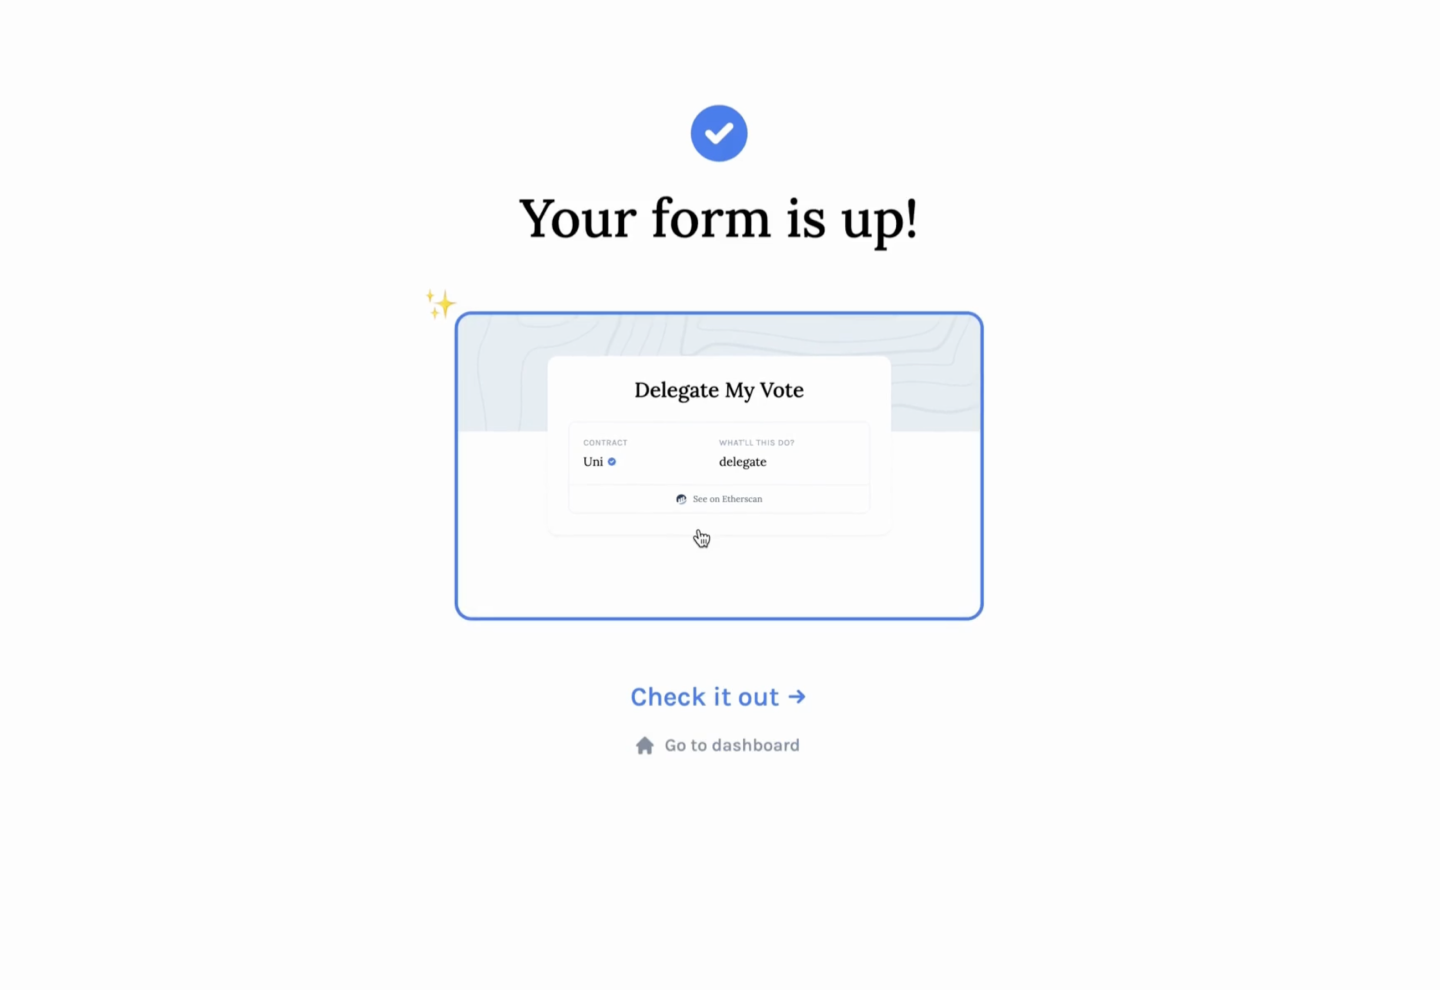 Your form is up!
Delegate My Vote
CONTRACT
WHAT'LL THIS DO?
Uni
delegate
See on Etherscan
Check it out →
Go to dashboard